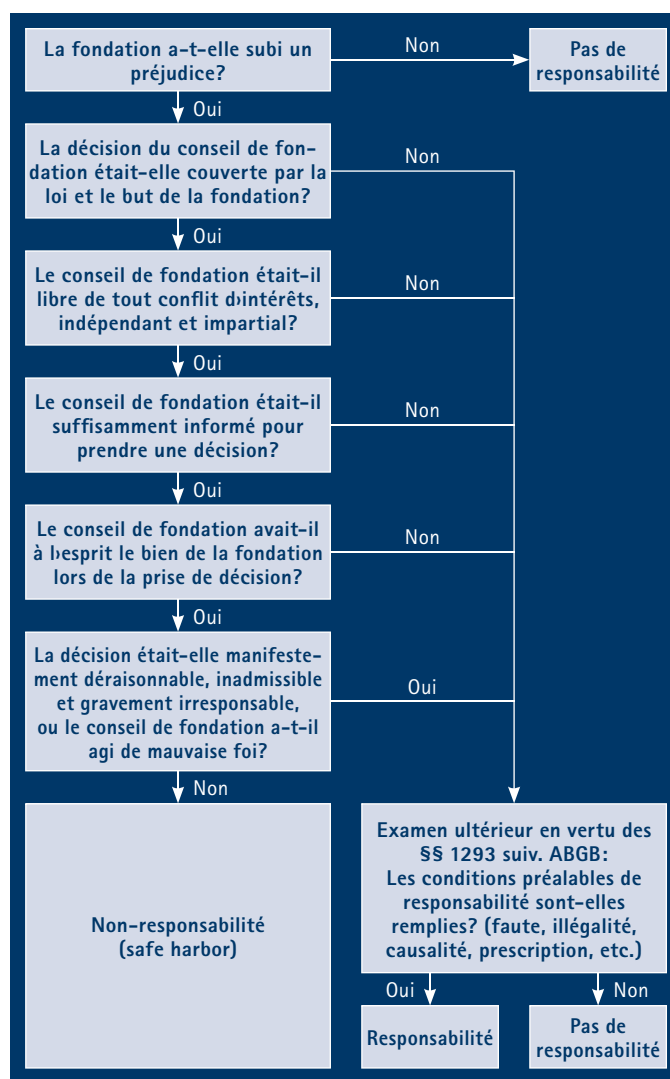 La fondation a-t-elle subi un
préjudice?
Non
Pas de
responsabilité
Oui
La décision du conseil de fon-
dation était-elle couverte par la
loi et le but de la fondation?
Non
Oui
Le conseil de fondation était-il
libre de tout conflit d›intérêts,
indépendant et impartial?
Non
Oui
Le conseil de fondation était-il
suffisamment informé pour
prendre une décision?
Non
Oui
Le conseil de fondation avait-il
à l›esprit le bien de la fondation
lors de la prise de décision?
Non
Oui
La décision était-elle manifeste-
ment déraisonnable, inadmissible
et gravement irresponsable,
ou le conseil de fondation a-t-il
agi de mauvaise foi?
Oui
Non
Non-responsabilité
(safe harbor)
Examen ultérieur en vertu des
§§ 1293 suiv. ABGB:
Les conditions préalables de
responsabilité sont-elles
remplies? (faute, illégalité,
causalité, prescription, etc.)
Oui
Non
Responsabilité
Pas de
responsabilité